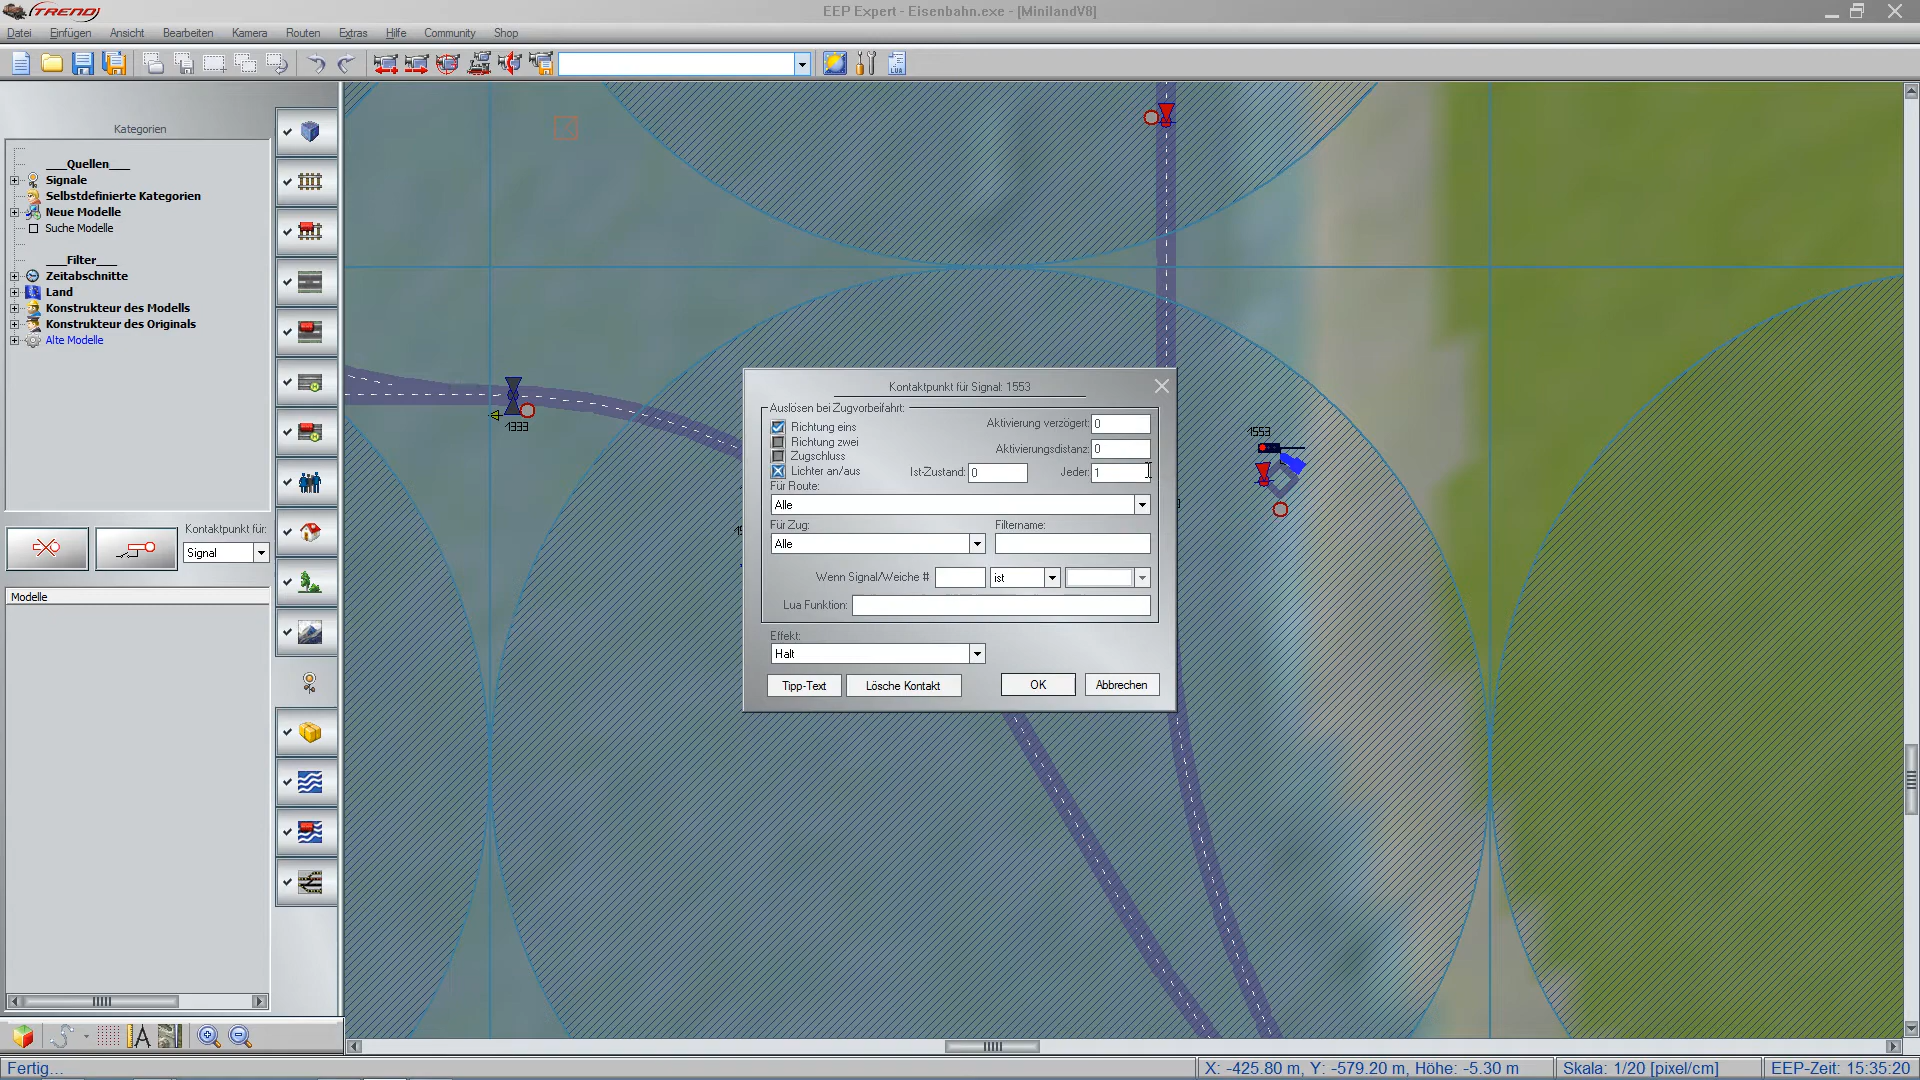 TREND
EEP Expert - Eisenbahn.exe - [MinilandV8]
Datei Einfügen Ansicht Bearbeiten Kamera Routen Extras Hilfe Community Shop
LUA
Kategorien
___Quellen___
Signale
Selbstdefinierte Kategorien
Neue Modelle
Suche Modelle
___Filter___
Zeitabschnitte
Land
Konstrukteur des Modells
Konstrukteur des Originals
Alte Modelle
Kontaktpunkt für:
Signal
Modelle
1333
1553
Kontaktpunkt für Signal: 1553
Auslösen bei Zugvorbeifahrt:
Richtung eins
Aktivierung verzögert: 0
Richtung zwei
Zugschluss
Aktivierungsdistanz: 0
Lichter an/aus
Ist-Zustand: 0
Jeder: 1
Für Route:
Alle
Für Zug:
Filtername:
Alle
Wenn Signal/Weiche #
ist
Lua Funktion:
Effekt:
Halt
Tipp-Text
Lösche Kontakt
OK
Abbrechen
Fertig...
X: -425.80 m, Y: -579.20 m, Höhe: -5.30 m
Skala: 1/20 [pixel/cm]
EEP-Zeit: 15:35:20